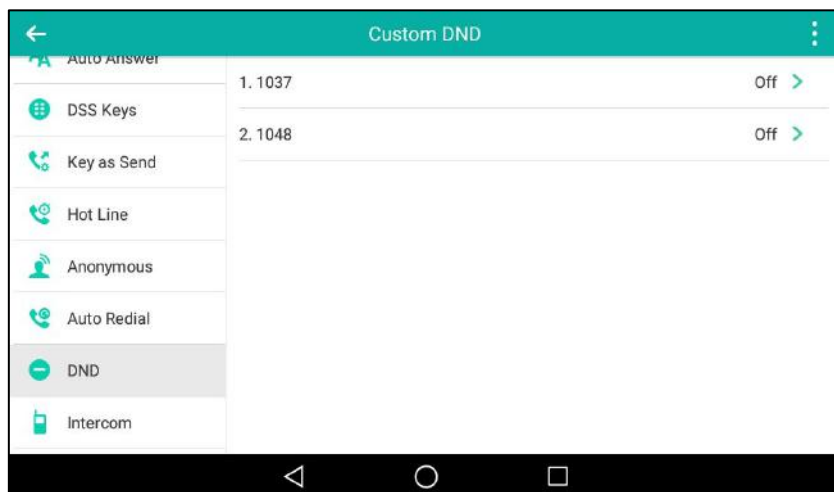 Custom DND
Auto Answer
DSS Keys
Key as Send
Hot Line
Anonymous
Auto Redial
DND
Intercom
1. 1037 Off
2. 1048 Off